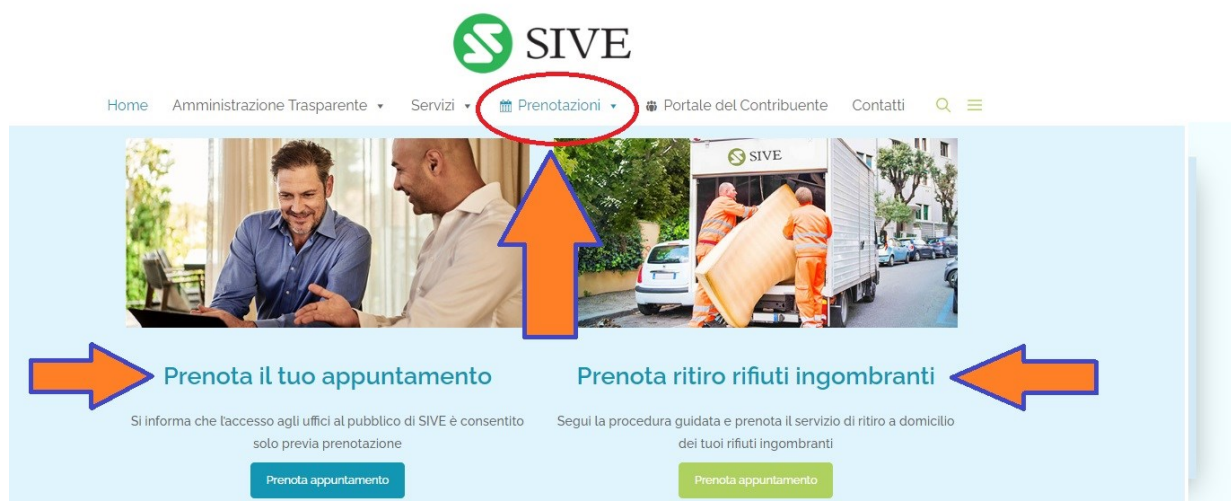 SIVE
Home Amministrazione Trasparente Servizi Prenotazioni Portale del Contribuente Contatti
SIVE
Prenota il tuo appuntamento
Si informa che l'accesso agli uffici al pubblico di SIVE è consentito
solo previa prenotazione
Prenota appuntamento
Prenota ritiro rifiuti ingombranti
Segui la procedura guidata e prenota il servizio di ritiro a domicilio
dei tuoi rifiuti ingombranti
Prenota appuntamento